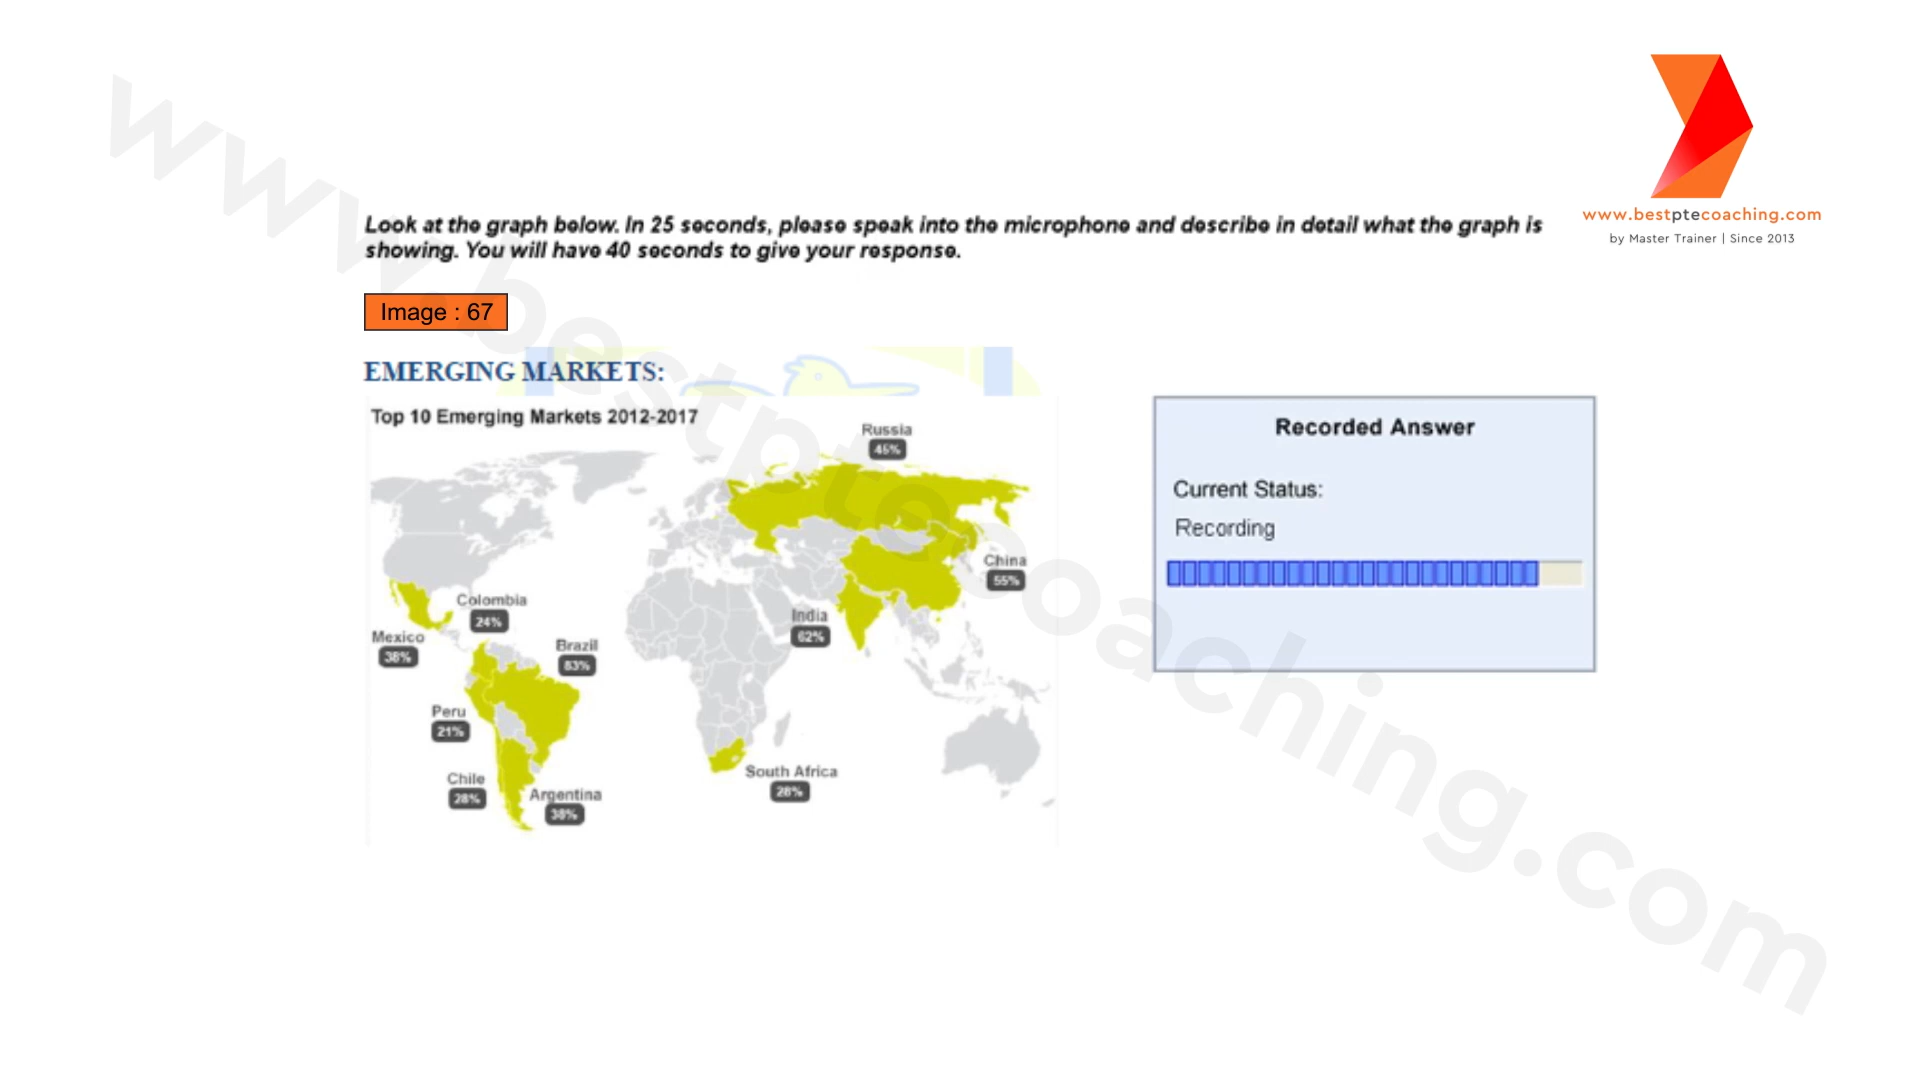 www.bestptecoaching.com
by Master Trainer | Since 2013
Look at the graph below. In 25 seconds, please speak into the microphone and describe in detail what the graph is
showing. You will have 40 seconds to give your response.
Image : 67
EMERGING MARKETS:
Top 10 Emerging Markets 2012-2017
Russia
45%
China
55%
India
62%
Colombia
24%
Mexico
38%
Brazil
83%
Peru
21%
Chile
28%
Argentina
38%
South Africa
28%
Recorded Answer
Current Status:
Recording
www.bestptecoaching.com